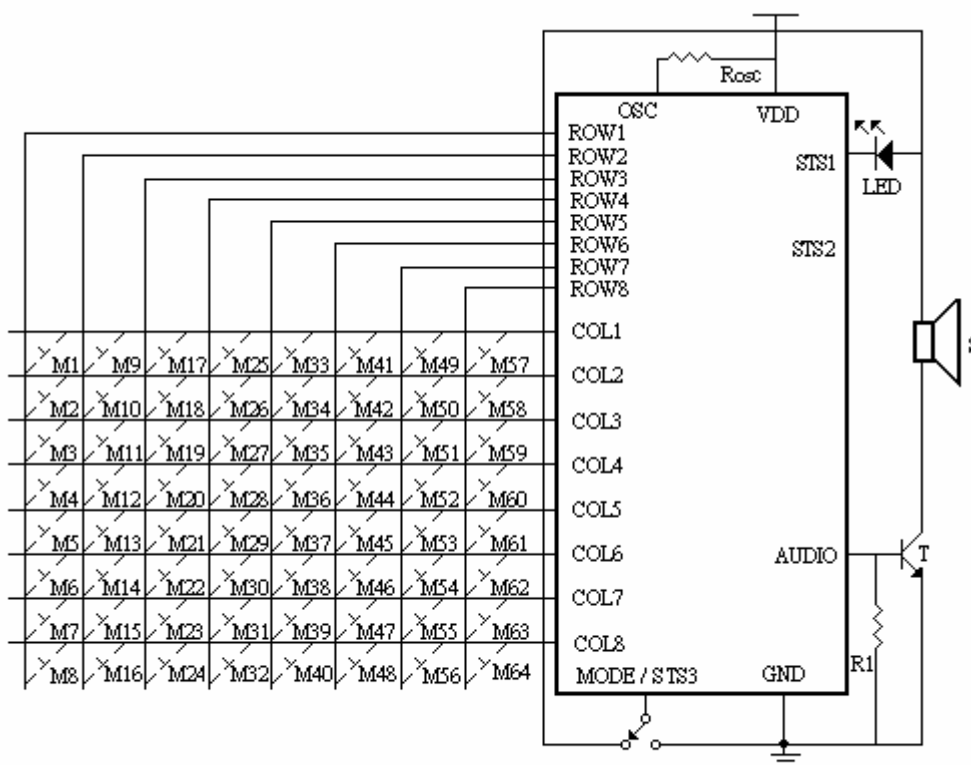 Rosc
OSC
VDD
ROW1
ROW2
ROW3
ROW4
ROW5
ROW6
ROW7
ROW8
STS1
LED
STS2
COL1
M1 M9 M17 M25 M33 M41 M49 M57
COL2
M2 M10 M18 M26 M34 M42 M50 M58
COL3
M3 M11 M19 M27 M35 M43 M51 M59
COL4
M4 M12 M20 M28 M36 M44 M52 M60
COL5
M5 M13 M21 M29 M37 M45 M53 M61
COL6
AUDIO
T
M6 M14 M22 M30 M38 M46 M54 M62
COL7
M7 M15 M23 M31 M39 M47 M55 M63
COL8
M8 M16 M24 M32 M40 M48 M56 M64
MODE / STS3
GND
R1